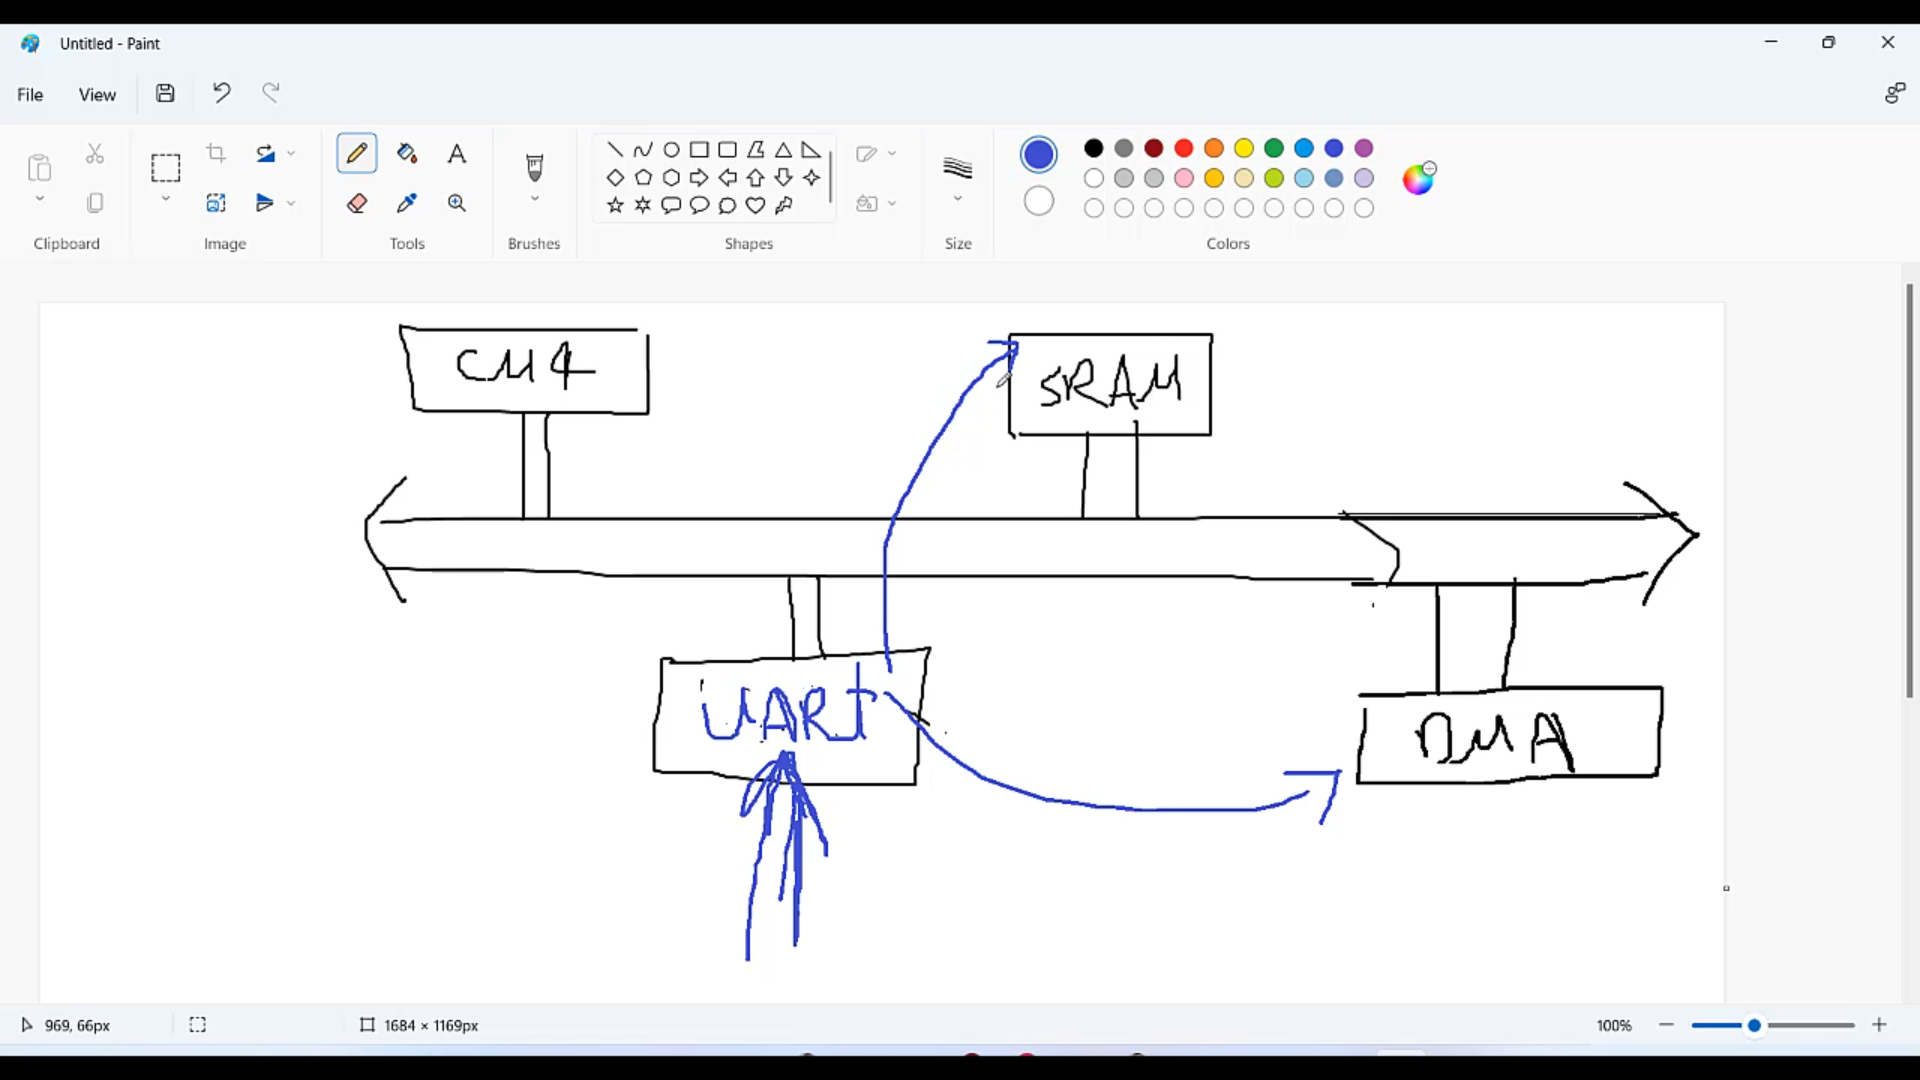 Untitled - Paint
File View
Clipboard Image Tools Brushes Shapes Size Colors
CM4
SRAM
UARt
DMA
969, 66px
1684 × 1169px
100%